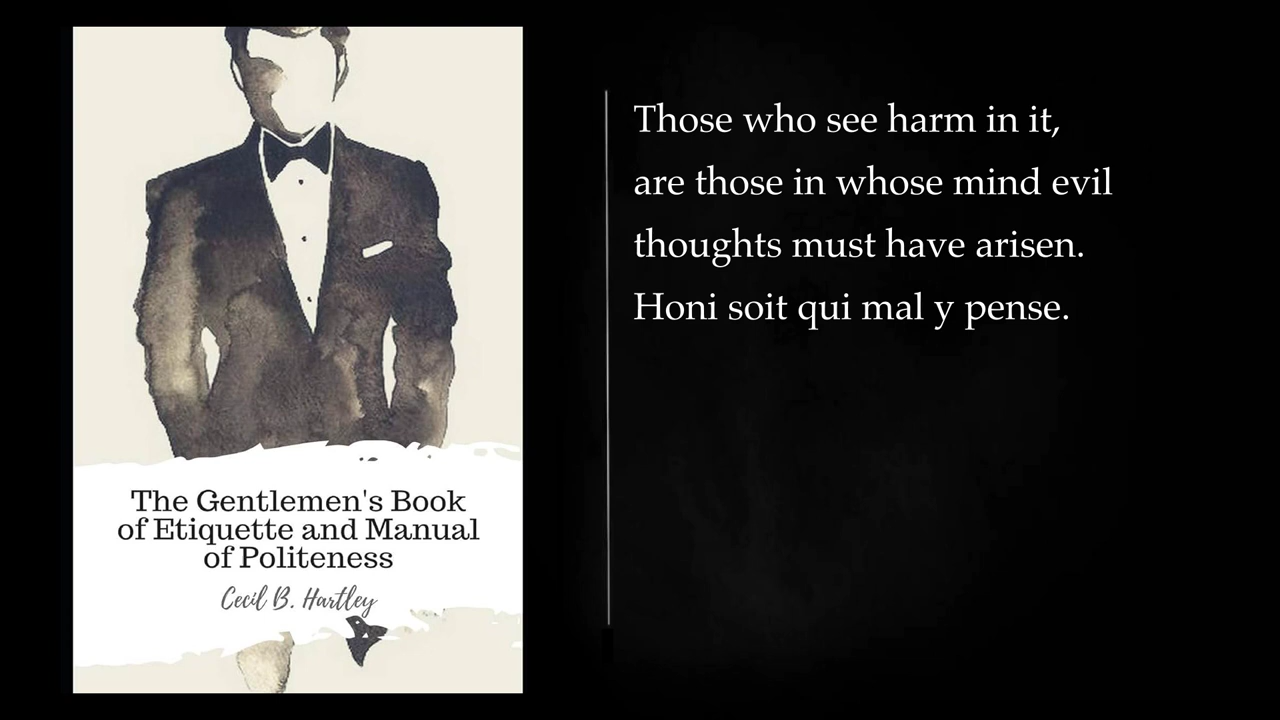 The Gentlemen's Book
of Etiquette and Manual
of Politeness
Cecil B. Hartley
Those who see harm in it,
are those in whose mind evil
thoughts must have arisen.
Honi soit qui mal y pense.